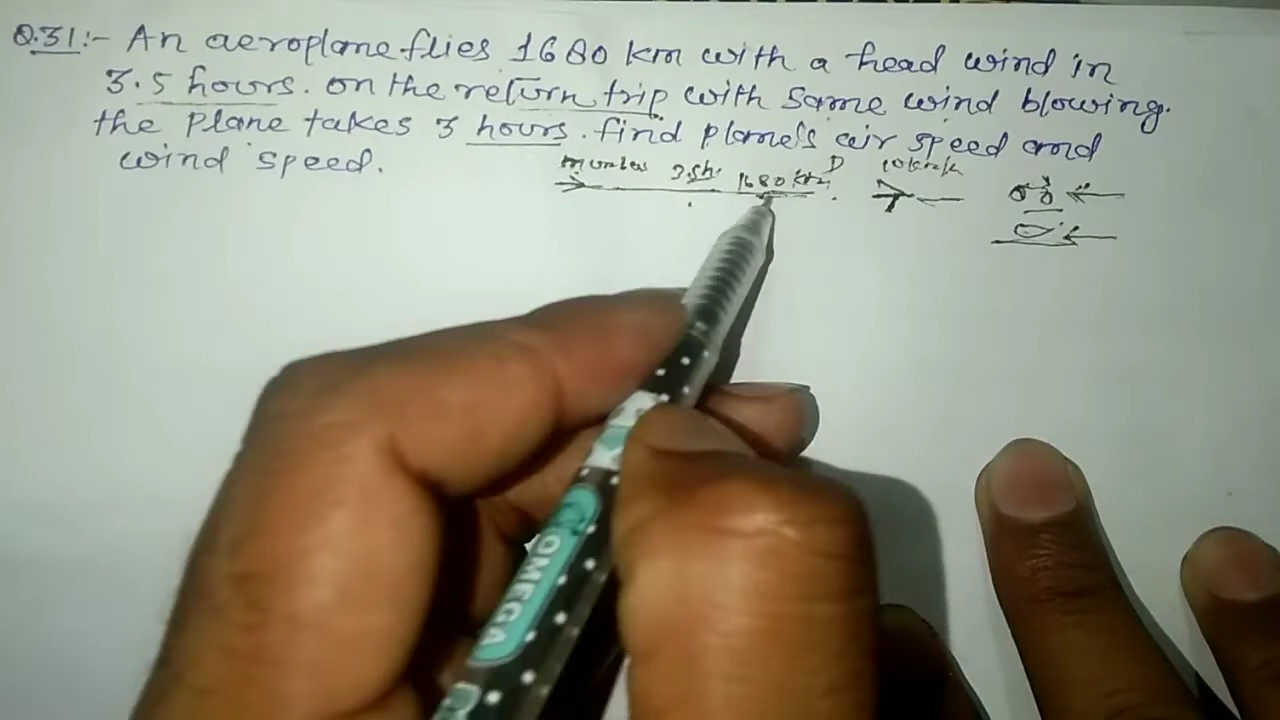 Q.31:- An aeroplane flies 1680 km with a head wind in
3.5 hours. on the return trip with same wind blowing.
the plane takes 3 hours. find plane's air speed and
wind speed.
3.5h 1680 km D
OMEGA